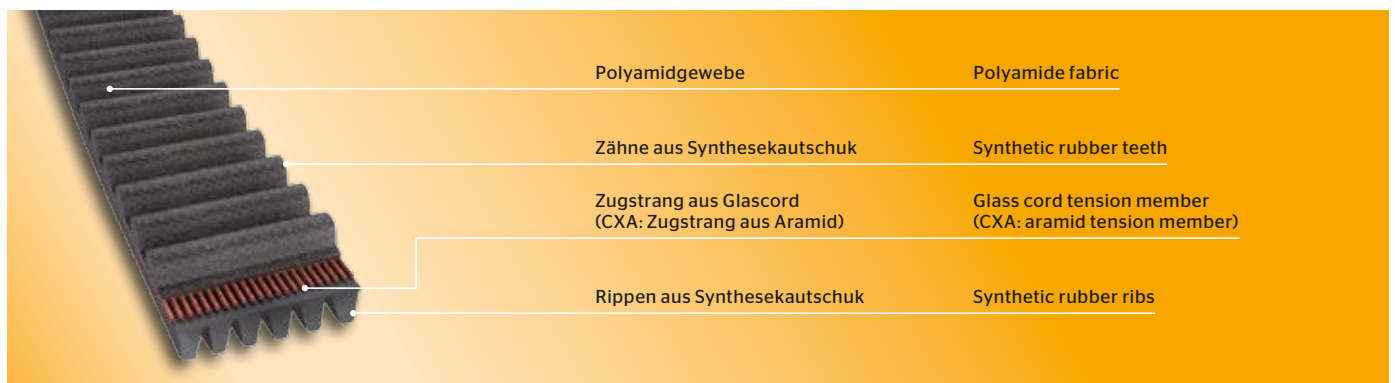 Polyamidgewebe
Polyamide fabric
Zähne aus Synthesekautschuk
Synthetic rubber teeth
Zugstrang aus Glascord
(CXA: Zugstrang aus Aramid)
Glass cord tension member
(CXA: aramid tension member)
Rippen aus Synthesekautschuk
Synthetic rubber ribs